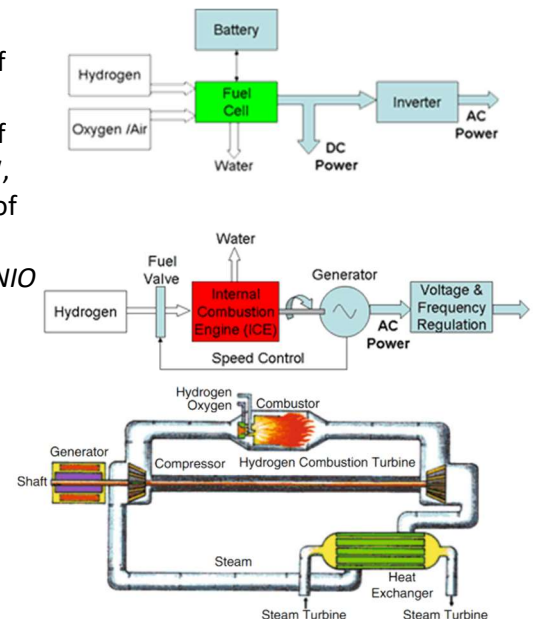 f
f
',
of
NIO
Battery
Hydrogen
Fuel
Cell
Inverter
Oxygen /Air
AC
Power
DC
Power
Water
Water
Fuel
Valve
Generator
Hydrogen
Internal
Combustion
Engine (ICE)
Voltage &
Frequency
Regulation
AC
Power
Speed Control
Hydrogen
Oxygen
Combustor
Generator
Compressor
Hydrogen Combustion Turbine
Shaft
Steam
Heat
Exchanger
Steam Turbine
Steam Turbine